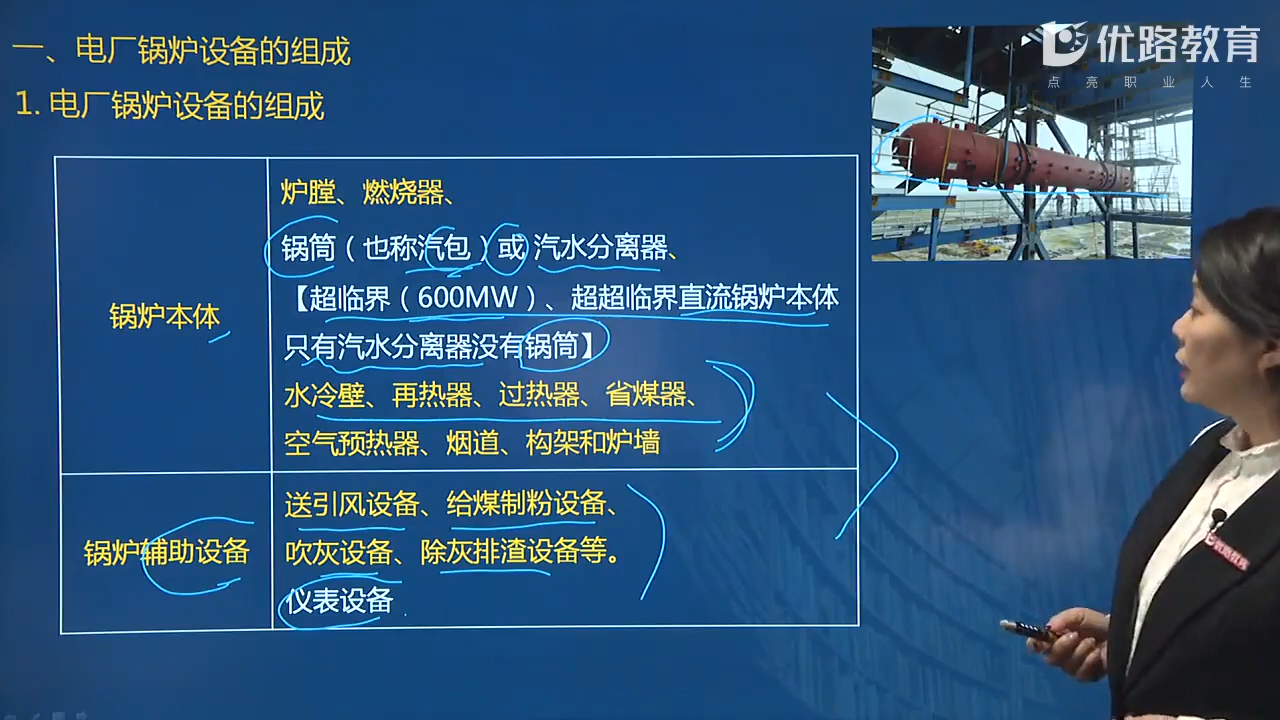 一、电厂锅炉设备的组成
优路教育
点亮职业人生
1. 电厂锅炉设备的组成
锅炉本体
炉膛、燃烧器、
锅筒（也称汽包）或 汽水分离器、
【超临界（600MW）、超超临界直流锅炉本体
只有汽水分离器没有锅筒】
水冷壁、再热器、过热器、省煤器、
空气预热器、烟道、构架和炉墙
锅炉辅助设备
送引风设备、给煤制粉设备、
吹灰设备、除灰排渣设备等。
仪表设备